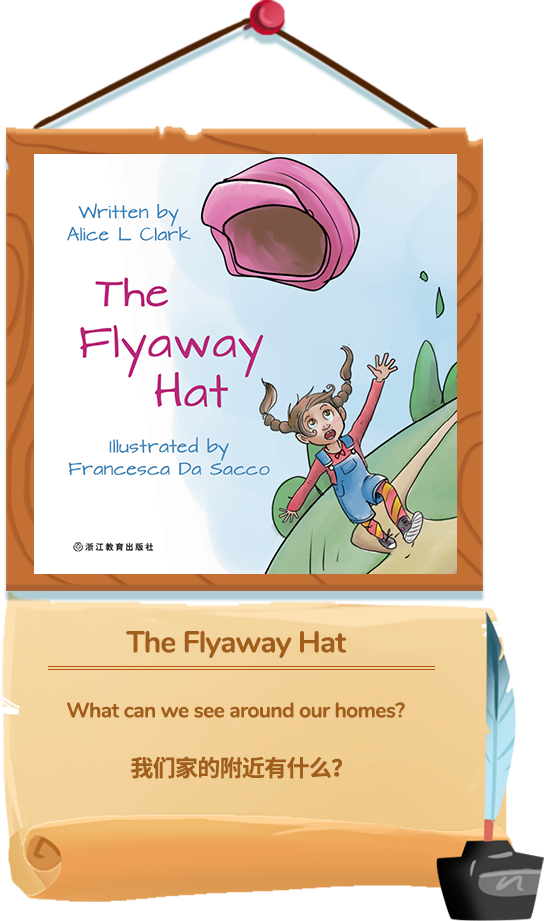 Written by
Alice L Clark
The
Flyaway
Hat
Illustrated by
Francesca Da Sacco
浙江教育出版社
The Flyaway Hat
What can we see around our homes?
我们家的附近有什么？